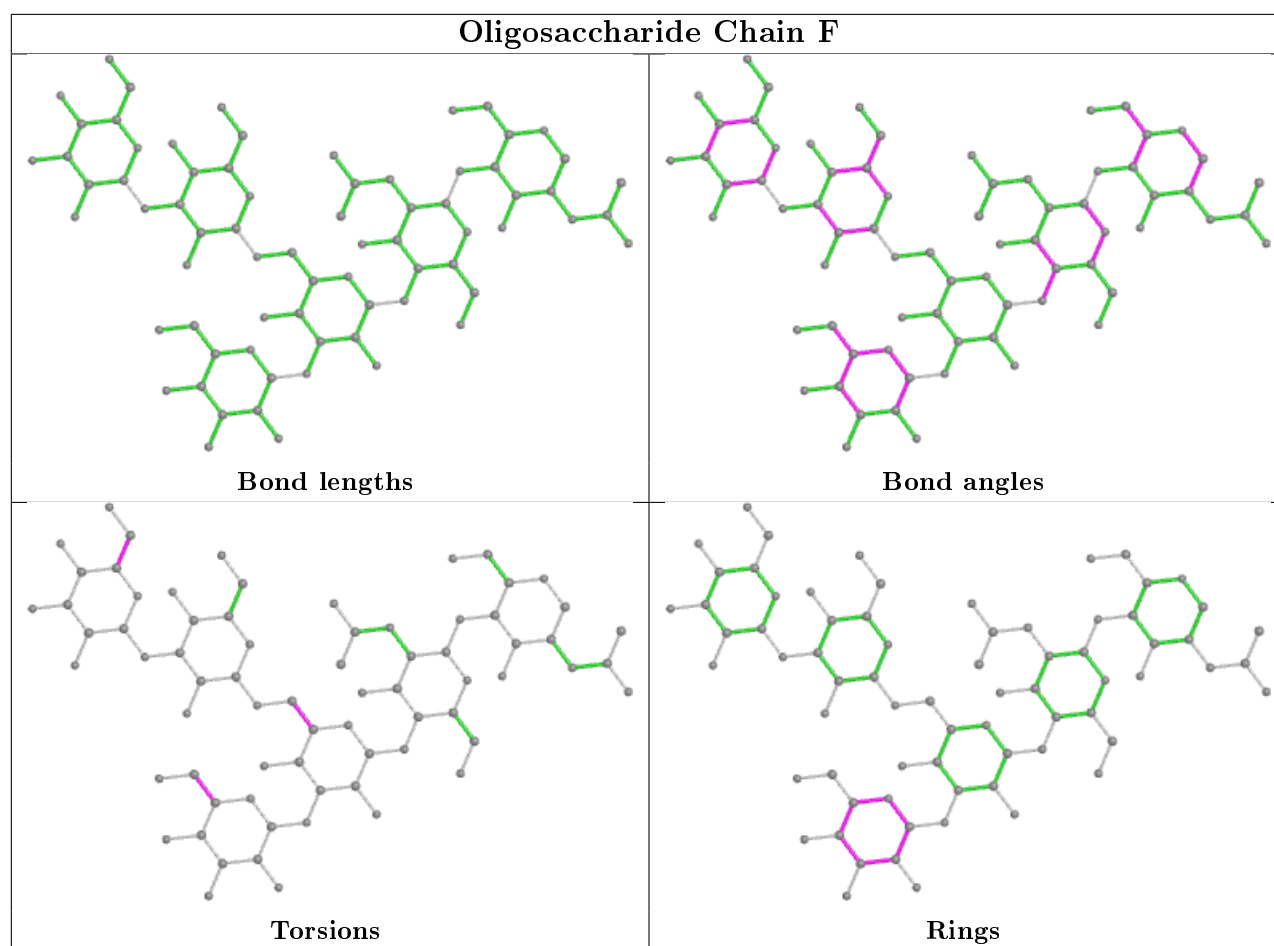 Oligosaccharide Chain F
Bond lengths
Bond angles
Torsions
Rings